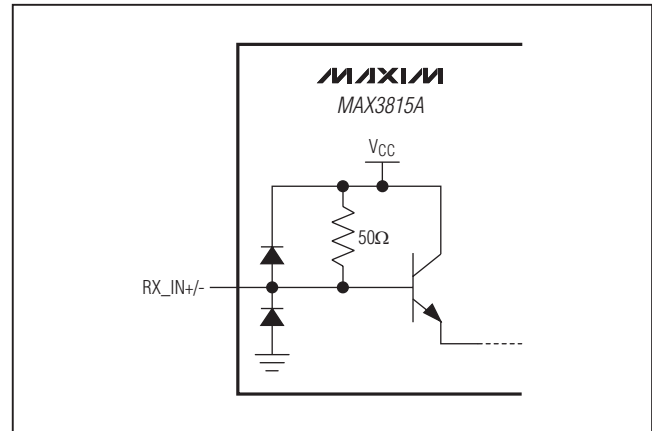 MAXIM
MAX3815A
VCC
50Ω
RX_IN+/-